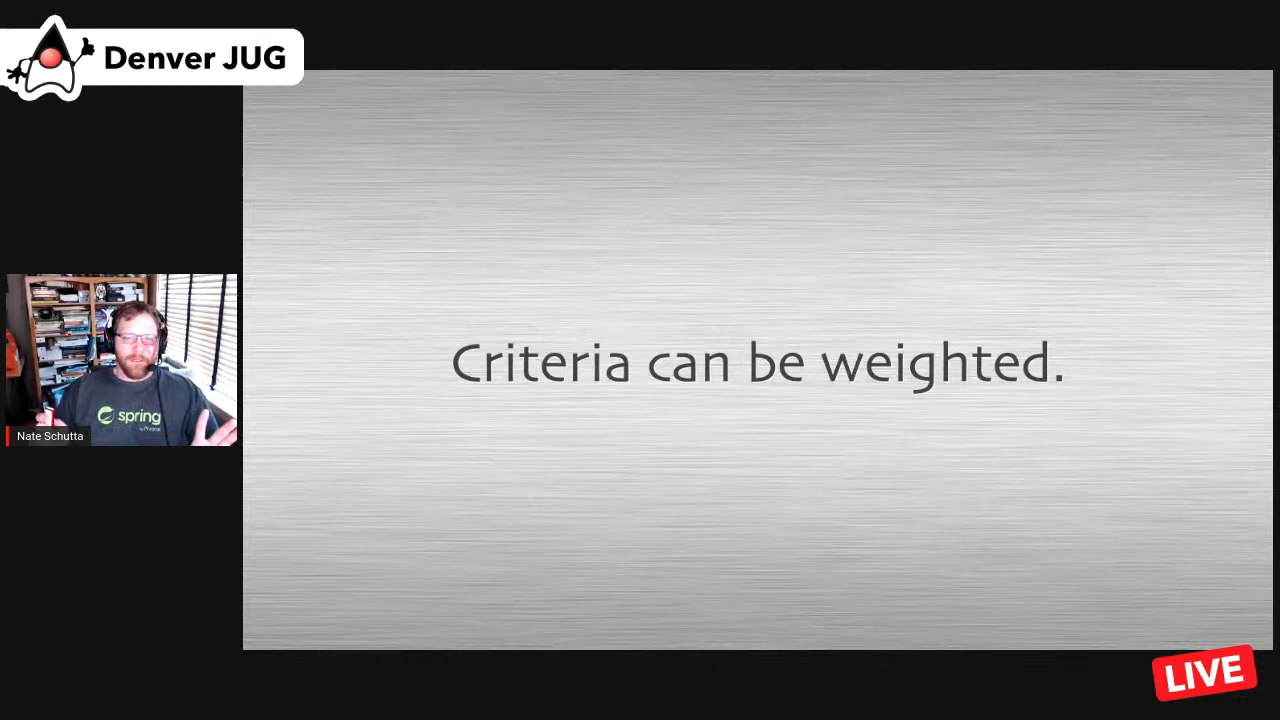 Denver JUG
Criteria can be weighted.
spring
Nate Schutta
LIVE